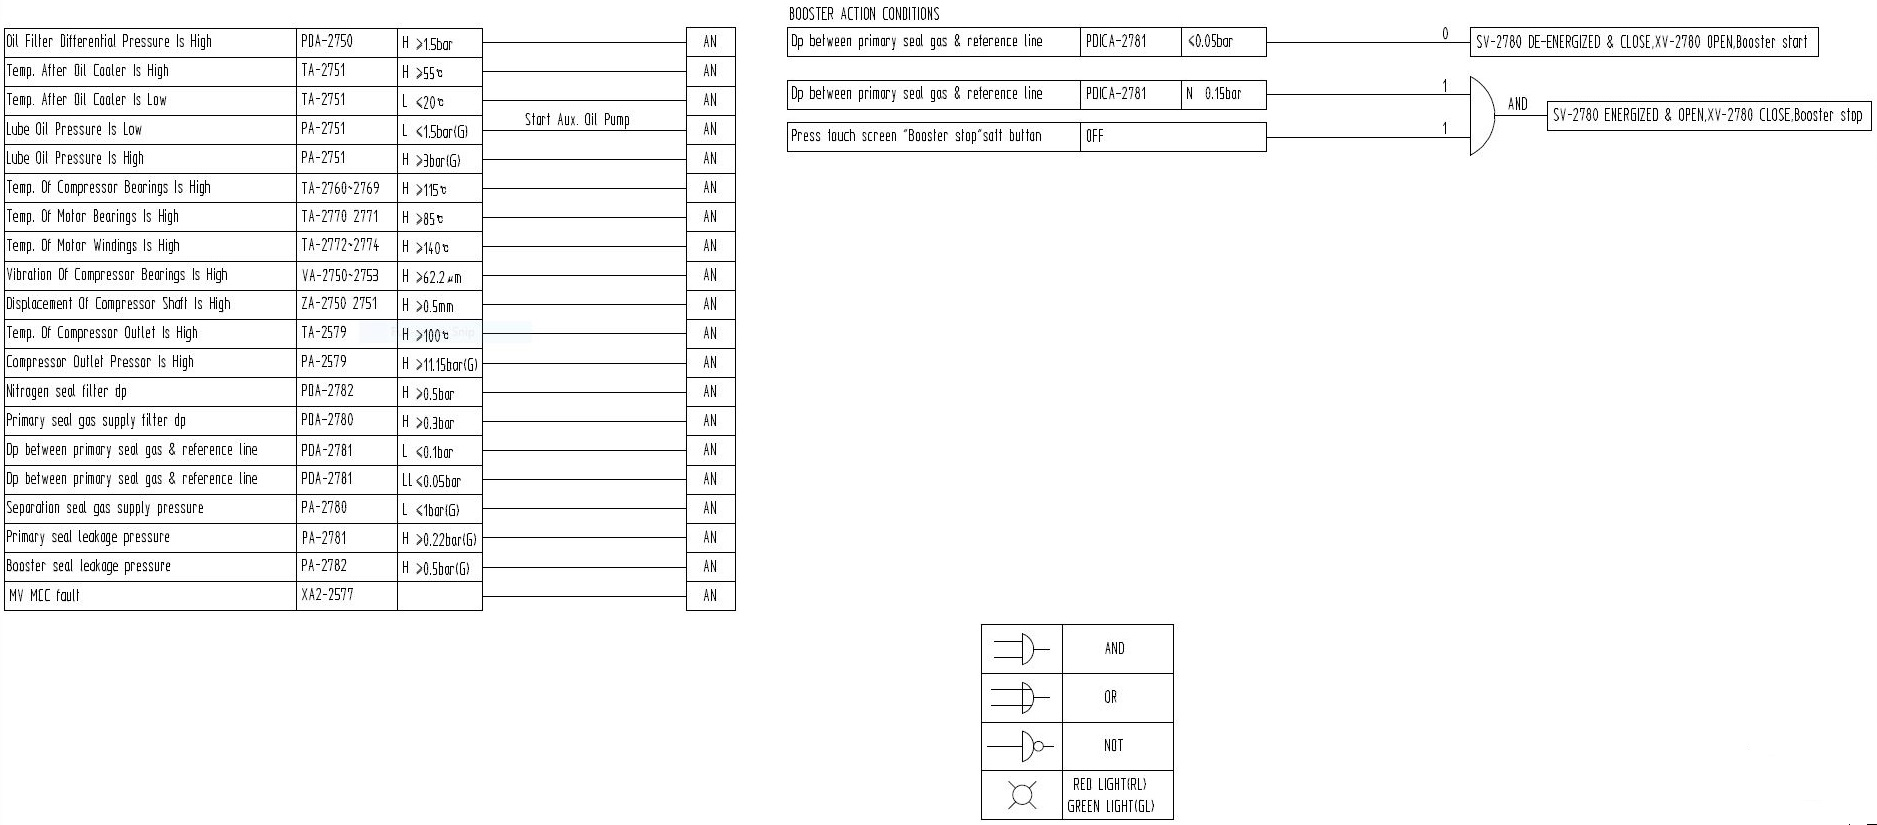 Oil Filter Differential Pressure Is High PDA-2750 H ⩾1.5bar AN
Temp. After Oil Cooler Is High TA-2751 H ⩾55℃ AN
Temp. After Oil Cooler Is Low TA-2751 L ⩽20℃ AN
Start Aux. Oil Pump
Lube Oil Pressure Is Low PA-2751 L ⩽1.5bar(G) AN
Lube Oil Pressure Is High PA-2751 H ⩾3bar(G) AN
Temp. Of Compressor Bearings Is High TA-2760~2769 H ⩾115℃ AN
Temp. Of Motor Bearings Is High TA-2770 2771 H ⩾85℃ AN
Temp. Of Motor Windings Is High TA-2772~2774 H ⩾140℃ AN
Vibration Of Compressor Bearings Is High VA-2750~2753 H ⩾62.2μm AN
Displacement Of Compressor Shaft Is High ZA-2750 2751 H ⩾0.5mm AN
Temp. Of Compressor Outlet Is High TA-2579 H ⩾100℃ AN
Compressor Outlet Pressor Is High PA-2579 H ⩾11.15bar(G) AN
Nitragen seal filter dp PDA-2782 H ⩾0.5bar AN
Primary seal gas supply filter dp PDA-2780 H ⩾0.3bar AN
Dp between primary seal gas & reference line PDA-2781 L ⩽0.1bar AN
Dp between primary seal gas & reference line PDA-2781 LL ⩽0.05bar AN
Separation seal gas supply pressure PA-2780 L ⩽1bar(G) AN
Primary seal leakage pressure PA-2781 H ⩾0.22bar(G) AN
Booster seal leakage pressure PA-2782 H ⩾0.5bar(G) AN
MV MCC fault XA2-2577 AN
BOOSTER ACTION CONDITIONS
Dp between primary seal gas & reference line PDICA-2781 ⩽0.05bar 0 SV-2780 DE-ENERGIZED & CLOSE,XV-2780 OPEN,Booster start
Dp between primary seal gas & reference line PDICA-2781 N 0.15bar 1
AND SV-2780 ENERGIZED & OPEN,XV-2780 CLOSE,Booster stop
Press touch screen "Booster stop"saft buttan OFF 1
AND
OR
NOT
RED LIGHT(RL)
GREEN LIGHT(GL)